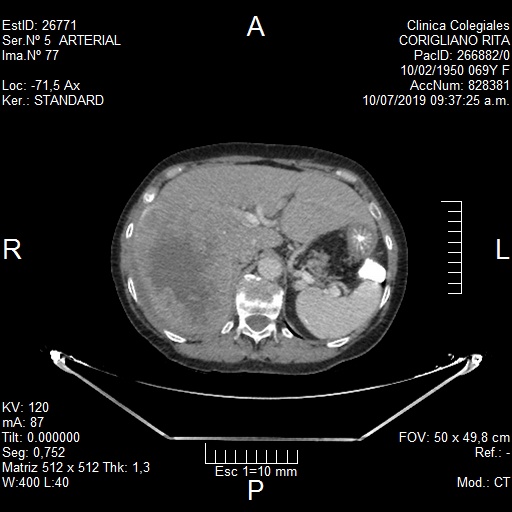 EstID: 26771
Ser.Nº 5 ARTERIAL
Ima.Nº 77
Loc: -71,5 Ax
Ker.: STANDARD
A
Clinica Colegiales
CORIGLIANO RITA
PacID: 266882/0
10/02/1950 069Y F
AccNum: 828381
10/07/2019 09:37:25 a.m.
R
L
KV: 120
mA: 87
Tilt: 0.000000
Seg: 0,752
Matriz 512 x 512 Thk: 1,3
W:400 L:40
Esc 1=10 mm
P
FOV: 50 x 49,8 cm
Ref.: -
Mod.: CT